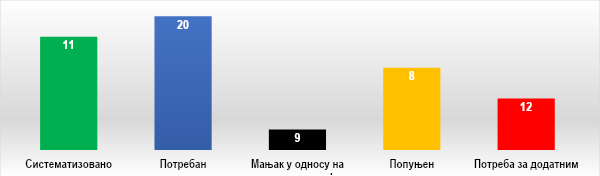 11
20
9
8
12
Систематизовано
Потребан
Мањак у односу на
Попуњен
Потреба за додатним